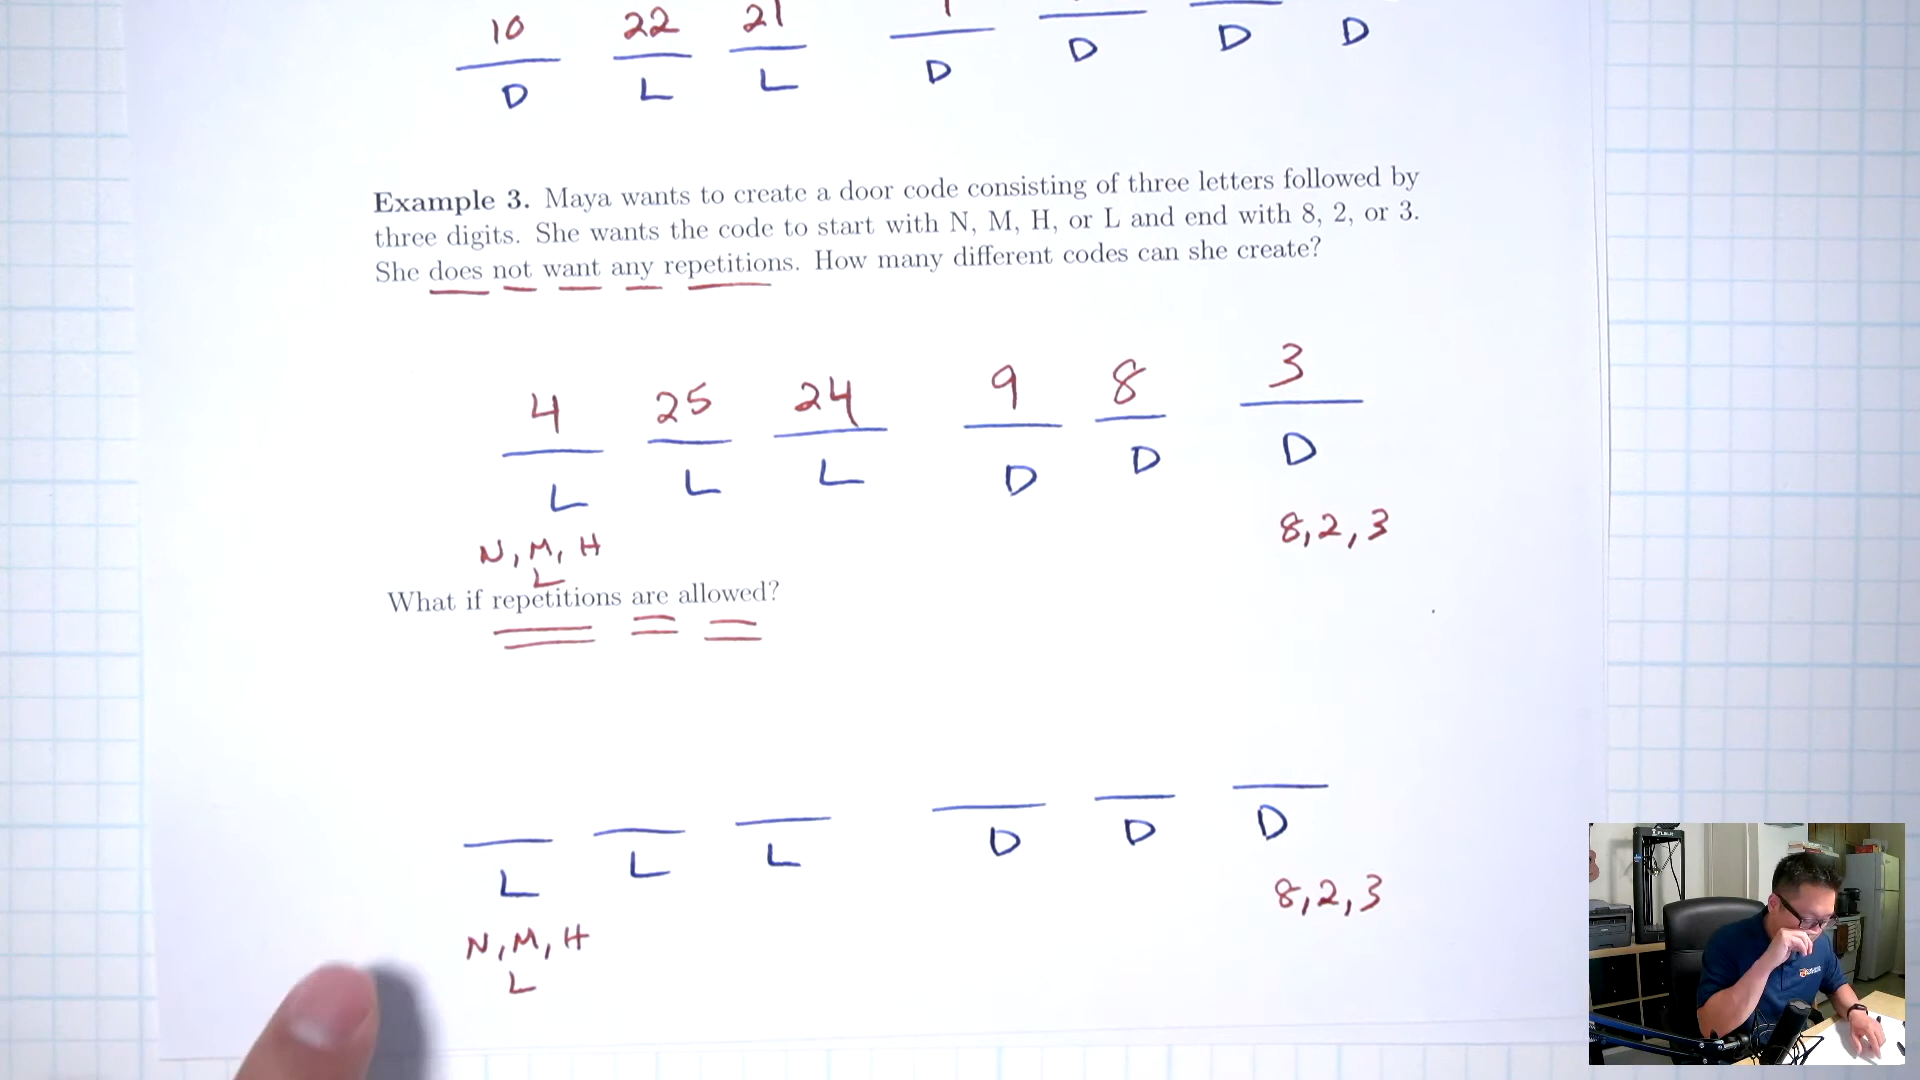 10 22 21
D L L D D D D
Example 3. Maya wants to create a door code consisting of three letters followed by
three digits. She wants the code to start with N, M, H, or L and end with 8, 2, or 3.
She does not want any repetitions. How many different codes can she create?
4 25 24 9 8 3
L L L D D D
N, M, H 8, 2, 3
L
What if repetitions are allowed?
L L L D D D
N, M, H 8, 2, 3
L